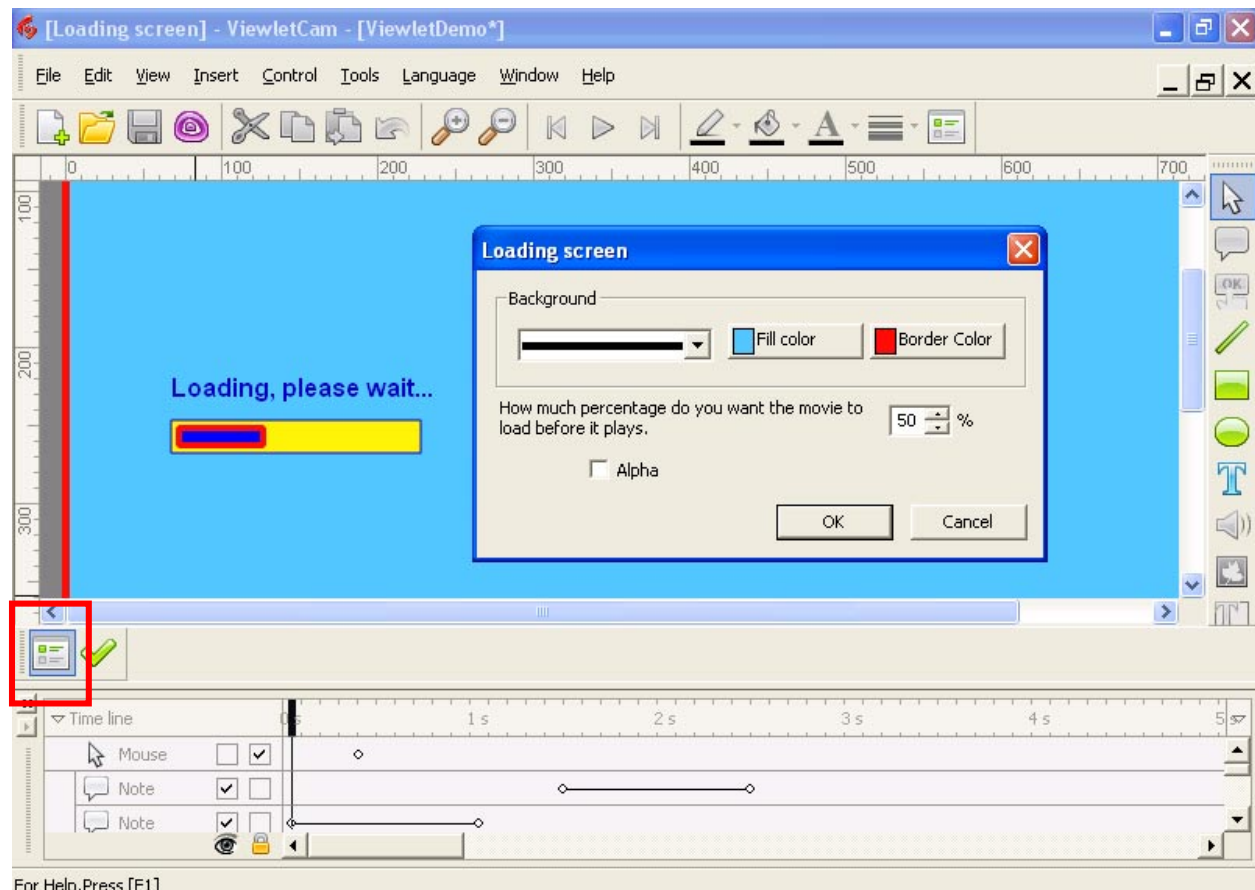 [Loading screen] - ViewletCam - [ViewletDemo*]
File Edit View Insert Control Tools Language Window Help
0 100 200 300 400 500 600 700
100
Loading screen
Background
Fill color Border Color
200
Loading, please wait...
How much percentage do you want the movie to
load before it plays.
50 %
Alpha
300
OK Cancel
OK
T
Time line 0 s 1 s 2 s 3 s 4 s 5 s
Mouse
Note
Note
For Help,Press [F1]